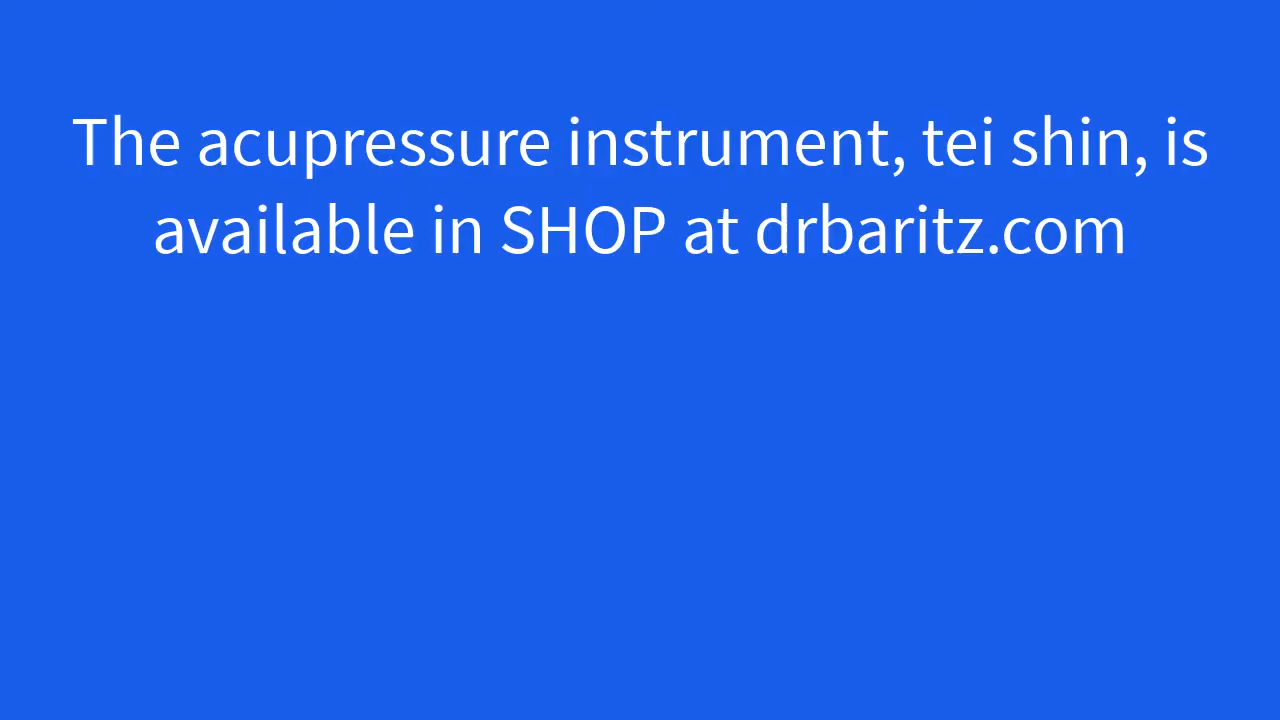 The acupressure instrument, tei shin, is
available in SHOP at drbaritz.com